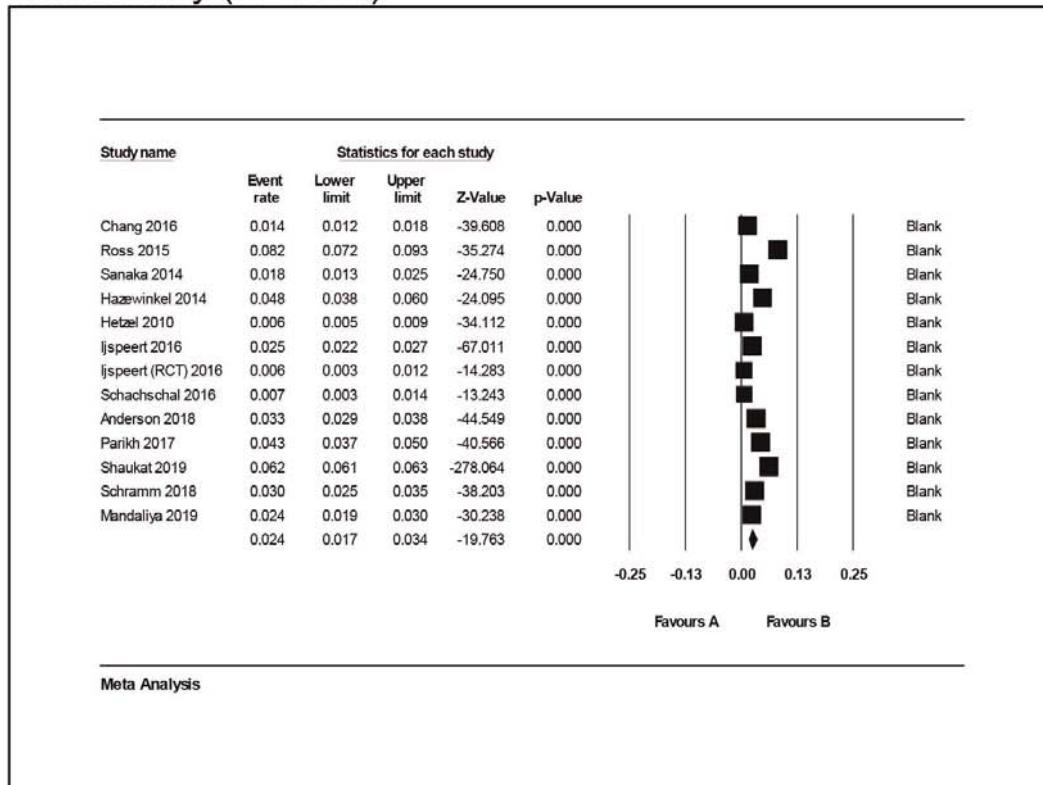 Study name Statistics for each study
Event Lower Upper
rate limit limit Z-Value p-Value
Chang 2016 0.014 0.012 0.018 -39.608 0.000 Blank
Ross 2015 0.082 0.072 0.093 -35.274 0.000 Blank
Sanaka 2014 0.018 0.013 0.025 -24.750 0.000 Blank
Hazewinkel 2014 0.048 0.038 0.060 -24.095 0.000 Blank
Hetzel 2010 0.006 0.005 0.009 -34.112 0.000 Blank
Ijspeert 2016 0.025 0.022 0.027 -67.011 0.000 Blank
Ijspeert (RCT) 2016 0.006 0.003 0.012 -14.283 0.000 Blank
Schachschal 2016 0.007 0.003 0.014 -13.243 0.000 Blank
Anderson 2018 0.033 0.029 0.038 -44.549 0.000 Blank
Parikh 2017 0.043 0.037 0.050 -40.566 0.000 Blank
Shaukat 2019 0.062 0.061 0.063 -278.064 0.000 Blank
Schramm 2018 0.030 0.025 0.035 -38.203 0.000 Blank
Mandaliya 2019 0.024 0.019 0.030 -30.238 0.000 Blank
0.024 0.017 0.034 -19.763 0.000
-0.25 -0.13 0.00 0.13 0.25
Favours A Favours B
Meta Analysis